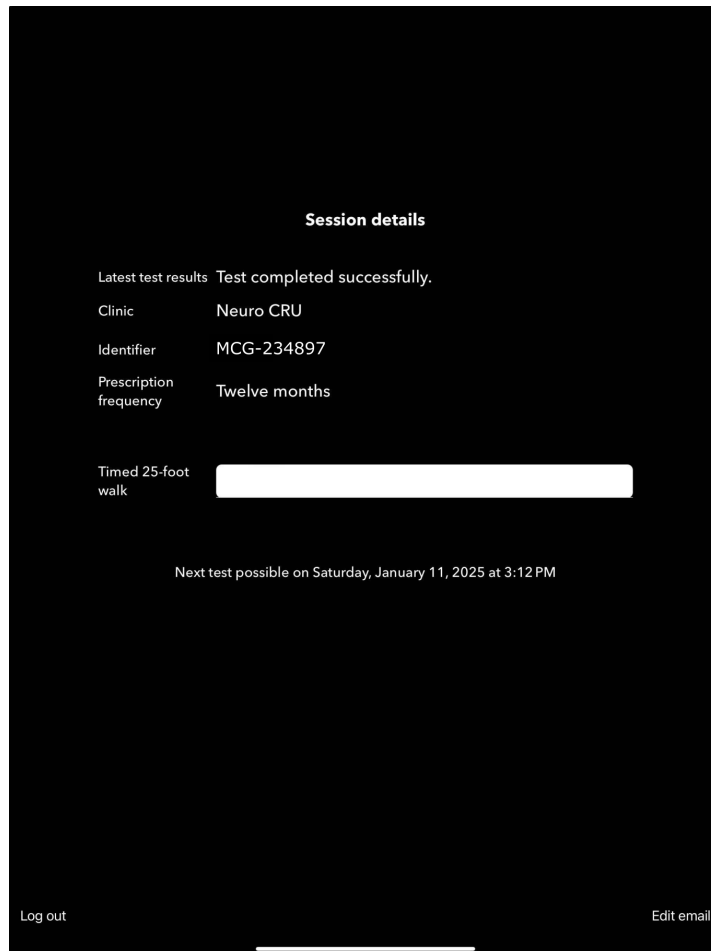 Session details
Latest test results Test completed successfully.
Clinic Neuro CRU
Identifier MCG-234897
Prescription
frequency
Twelve months
Timed 25-foot
walk
Next test possible on Saturday, January 11, 2025 at 3:12 PM
Log out Edit email